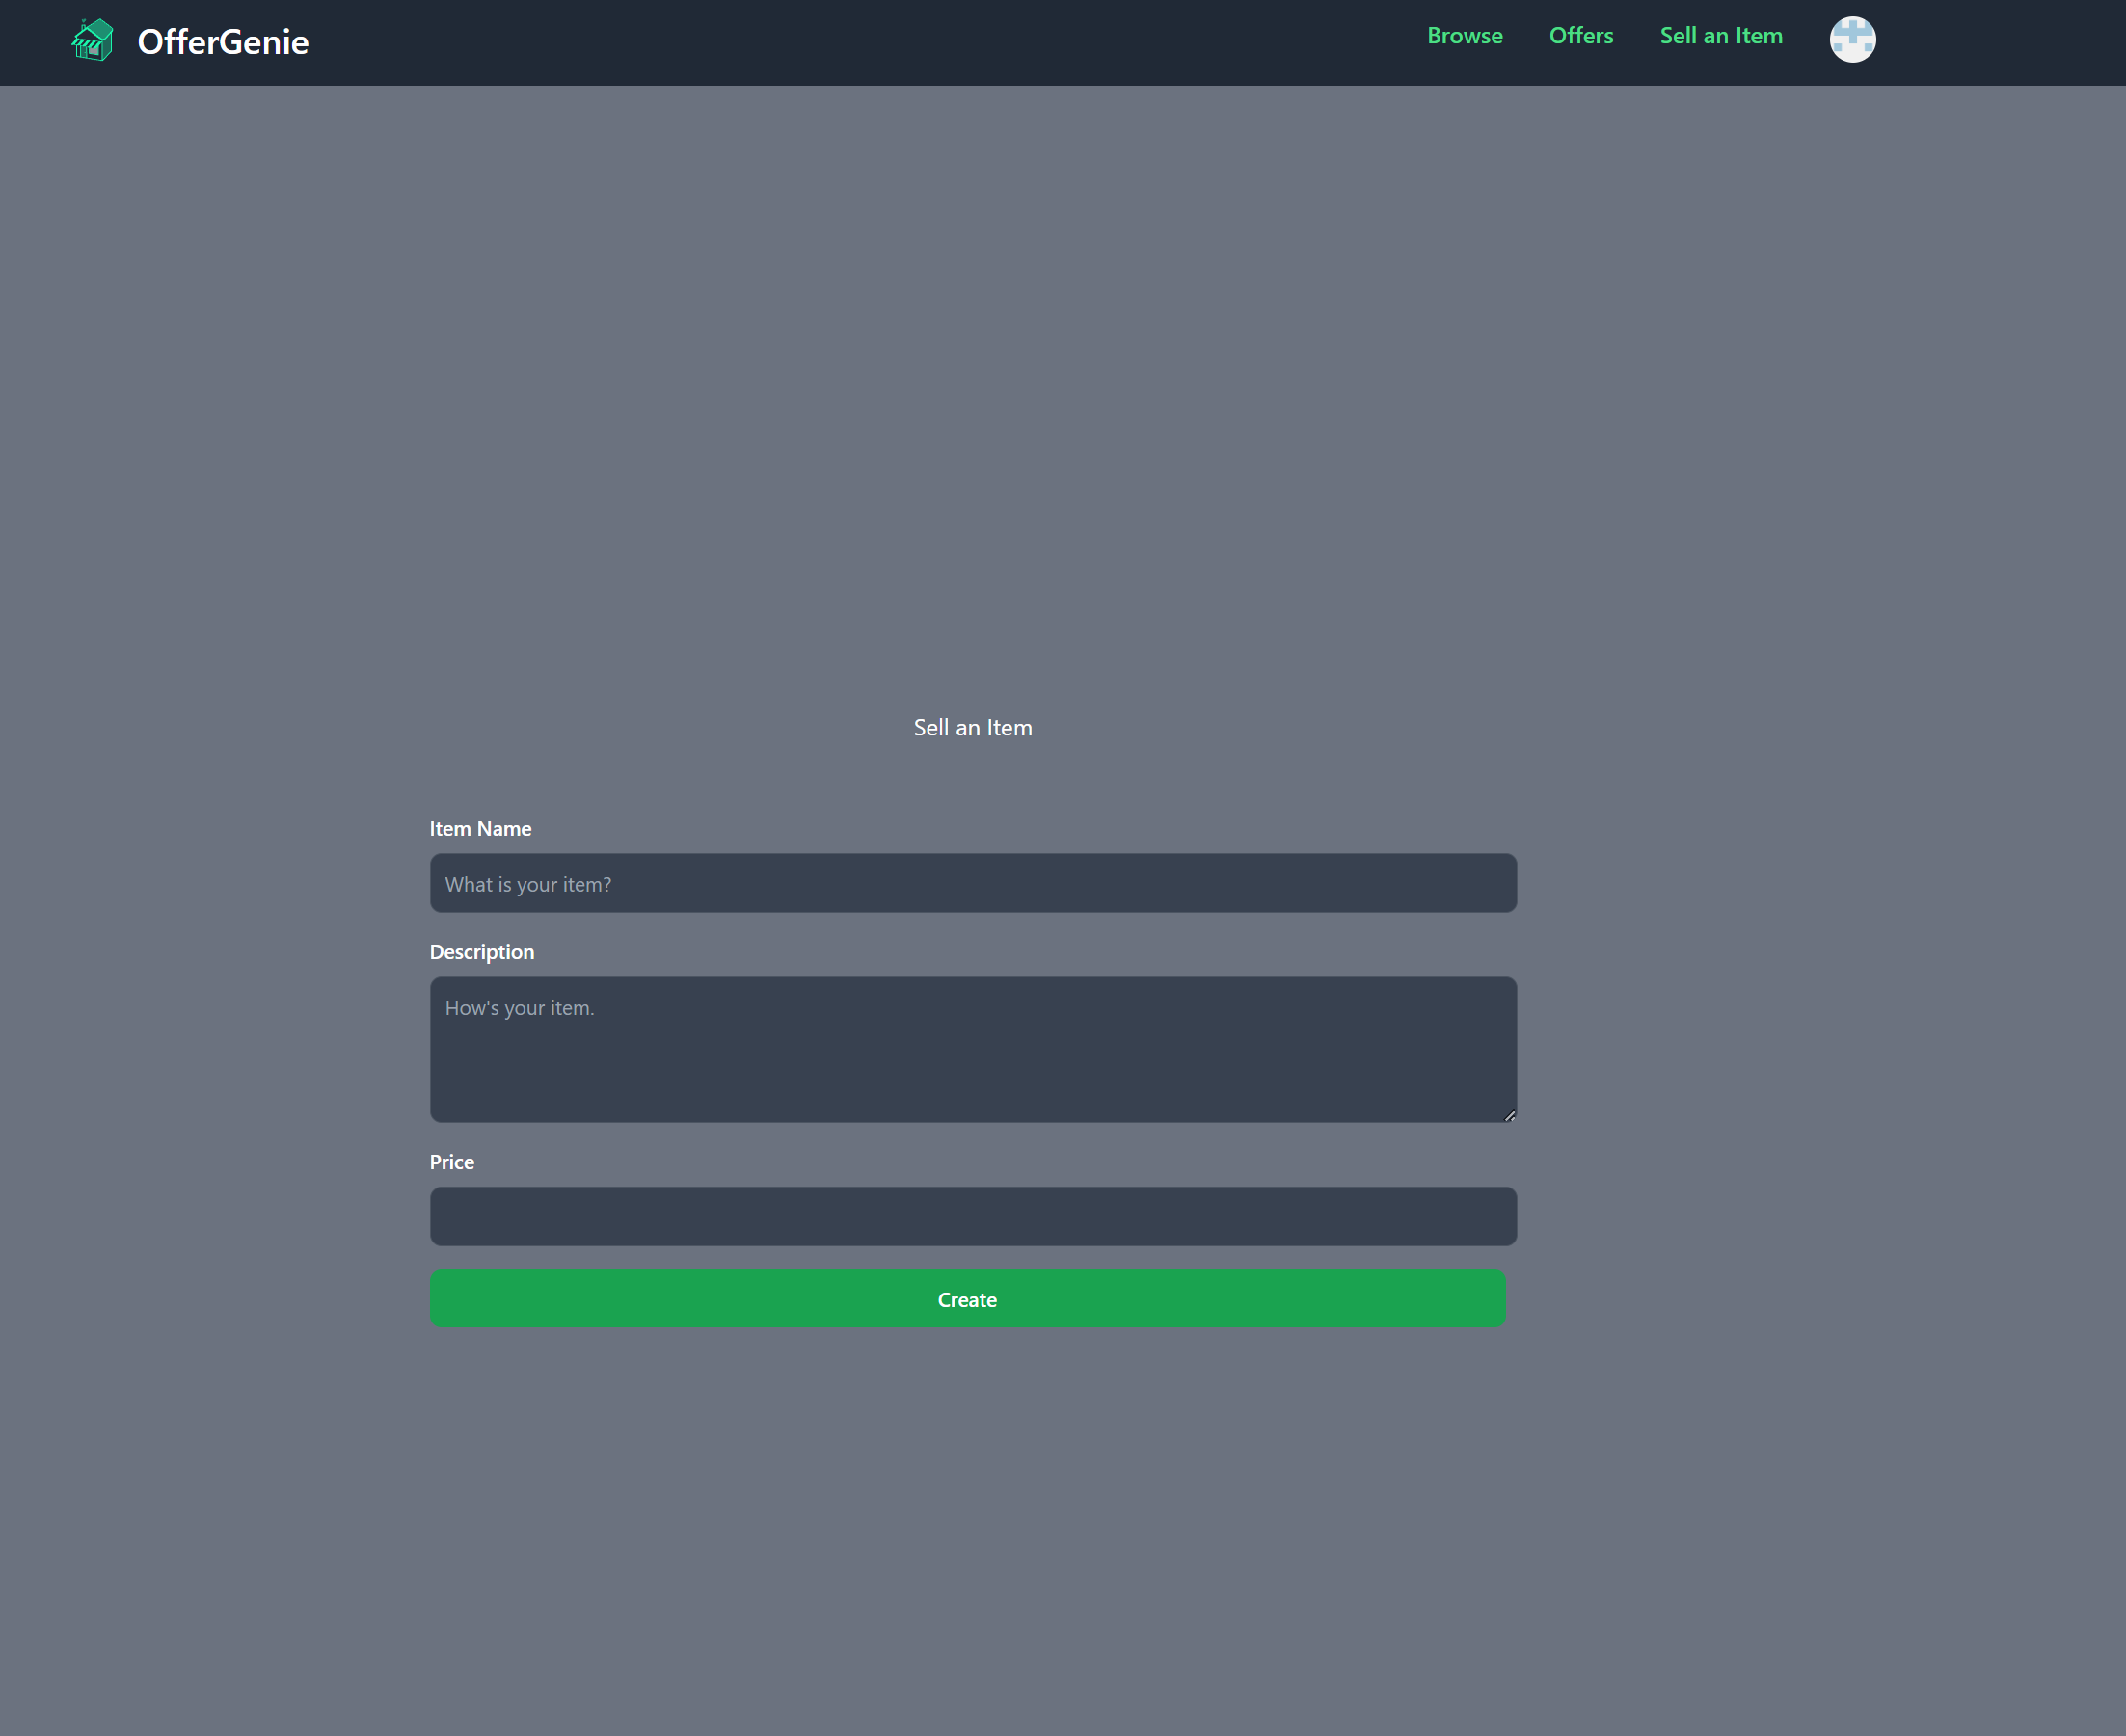 OfferGenie
Browse
Offers
Sell an Item
Sell an Item
Item Name
What is your item?
Description
How's your item.
Price
Create